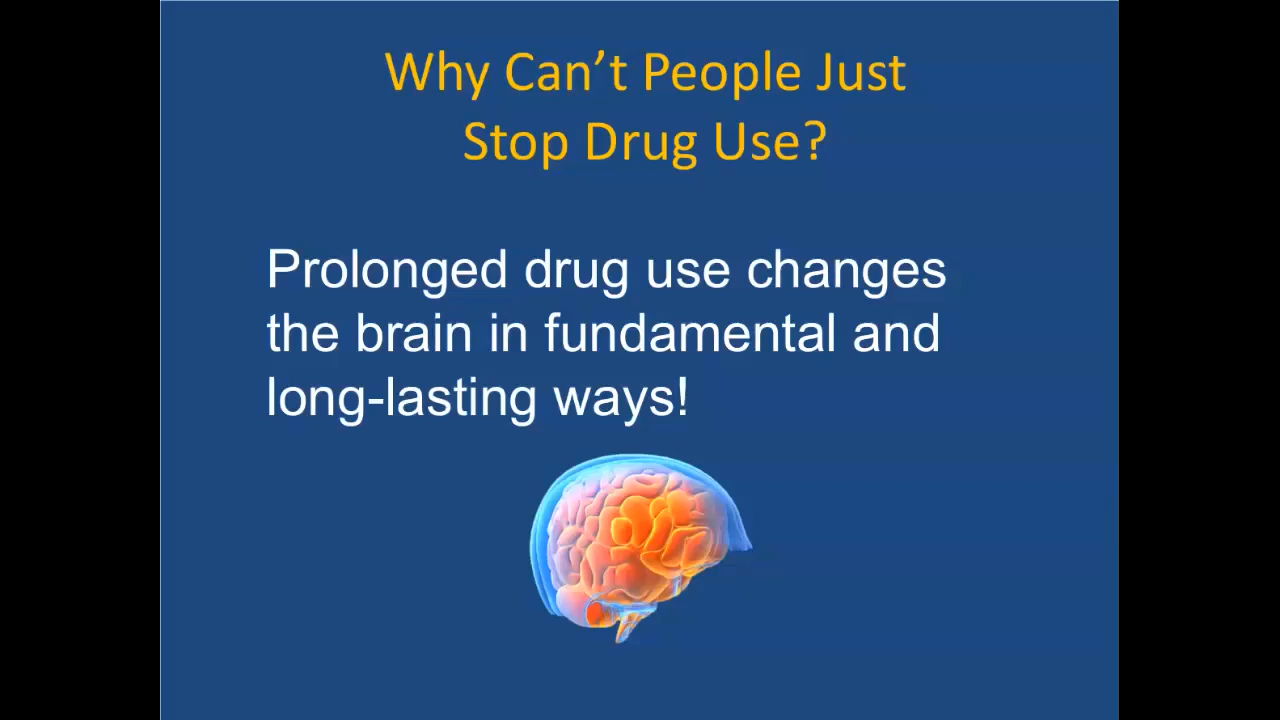 Why Can’t People Just
Stop Drug Use?
Prolonged drug use changes
the brain in fundamental and
long-lasting ways!